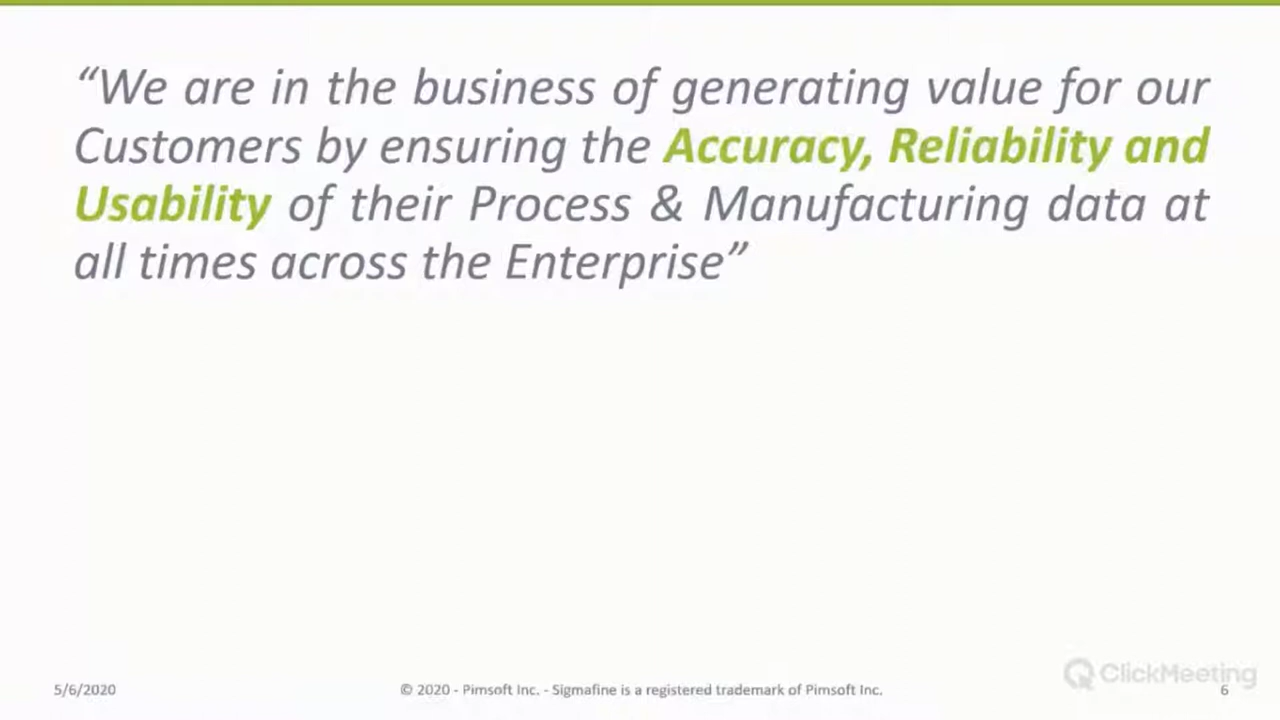 “We are in the business of generating value for our
Customers by ensuring the Accuracy, Reliability and
Usability of their Process & Manufacturing data at
all times across the Enterprise”
ClickMeeting
5/6/2020
© 2020 - Pimsoft Inc. - Sigmafine is a registered trademark of Pimsoft Inc.
6